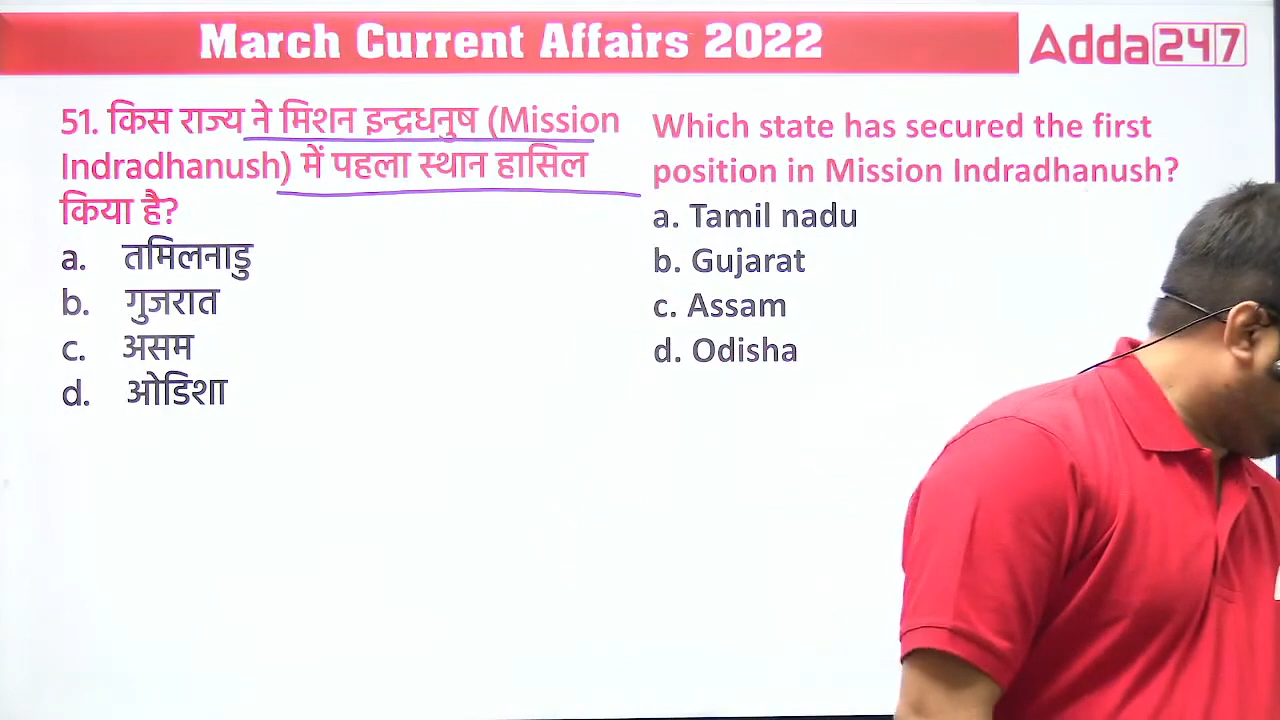 March Current Affairs 2022
Adda247
51. किस राज्य ने मिशन इन्द्रधनुष (Mission
Indradhanush) में पहला स्थान हासिल
किया है?
a. तमिलनाडु
b. गुजरात
c. असम
d. ओडिशा
Which state has secured the first
position in Mission Indradhanush?
a. Tamil nadu
b. Gujarat
c. Assam
d. Odisha